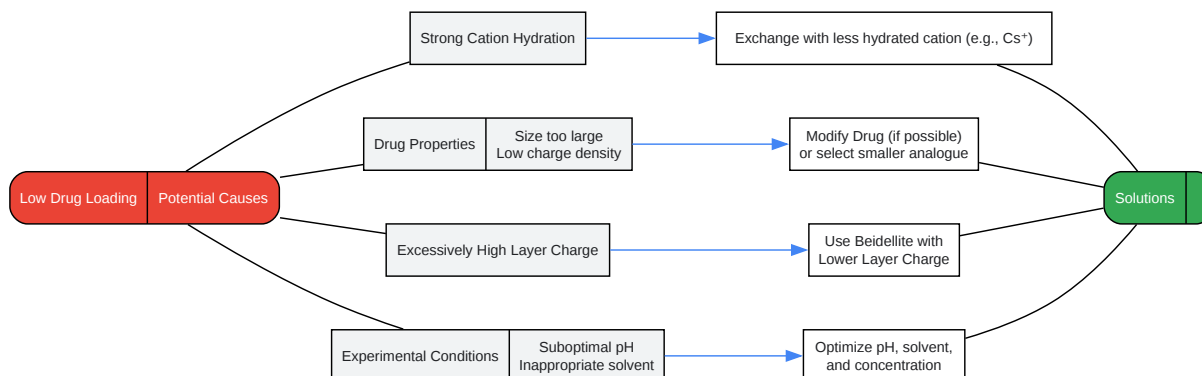 Strong Cation Hydration
Exchange with less hydrated cation (e.g., Cs⁺)
Drug Properties
Size too large
Low charge density
Modify Drug (if possible)
or select smaller analogue
Low Drug Loading
Potential Causes
Solutions
Excessively High Layer Charge
Use Beidellite with
Lower Layer Charge
Experimental Conditions
Suboptimal pH
Inappropriate solvent
Optimize pH, solvent,
and concentration